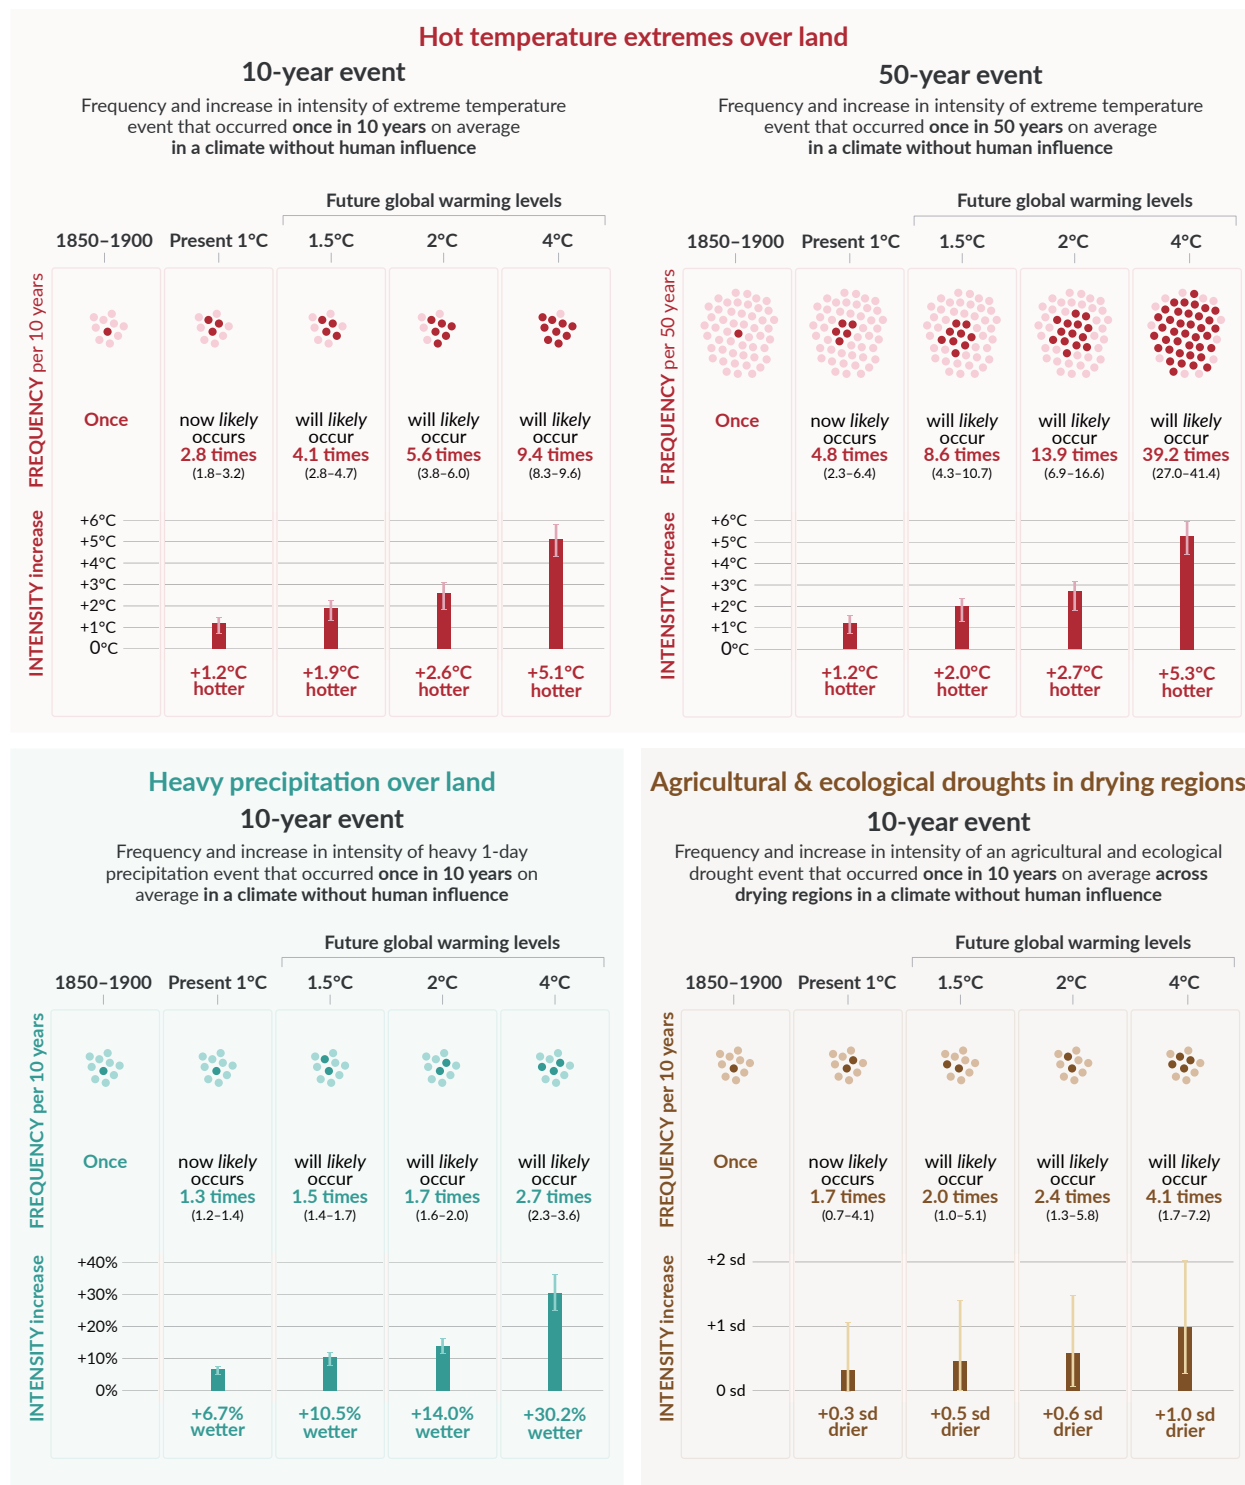 Hot temperature extremes over land
10-year event
Frequency and increase in intensity of extreme temperature
event that occurred once in 10 years on average
in a climate without human influence
Future global warming levels
1850–1900 Present 1°C 1.5°C 2°C 4°C
FREQUENCY per 10 years
Once
now likely occurs 2.8 times (1.8–3.2)
will likely occur 4.1 times (2.8–4.7)
will likely occur 5.6 times (3.8–6.0)
will likely occur 9.4 times (8.3–9.6)
INTENSITY increase
+6°C
+5°C
+4°C
+3°C
+2°C
+1°C
0°C
+1.2°C hotter
+1.9°C hotter
+2.6°C hotter
+5.1°C hotter
50-year event
Frequency and increase in intensity of extreme temperature
event that occurred once in 50 years on average
in a climate without human influence
Future global warming levels
1850–1900 Present 1°C 1.5°C 2°C 4°C
FREQUENCY per 50 years
Once
now likely occurs 4.8 times (2.3–6.4)
will likely occur 8.6 times (4.3–10.7)
will likely occur 13.9 times (6.9–16.6)
will likely occur 39.2 times (27.0–41.4)
INTENSITY increase
+6°C
+5°C
+4°C
+3°C
+2°C
+1°C
0°C
+1.2°C hotter
+2.0°C hotter
+2.7°C hotter
+5.3°C hotter
Heavy precipitation over land
10-year event
Frequency and increase in intensity of heavy 1-day
precipitation event that occurred once in 10 years on
average in a climate without human influence
Future global warming levels
1850–1900 Present 1°C 1.5°C 2°C 4°C
FREQUENCY per 10 years
Once
now likely occurs 1.3 times (1.2–1.4)
will likely occur 1.5 times (1.4–1.7)
will likely occur 1.7 times (1.6–2.0)
will likely occur 2.7 times (2.3–3.6)
INTENSITY increase
+40%
+30%
+20%
+10%
0%
+6.7% wetter
+10.5% wetter
+14.0% wetter
+30.2% wetter
Agricultural & ecological droughts in drying regions
10-year event
Frequency and increase in intensity of an agricultural and ecological
drought event that occurred once in 10 years on average across
drying regions in a climate without human influence
Future global warming levels
1850–1900 Present 1°C 1.5°C 2°C 4°C
FREQUENCY per 10 years
Once
now likely occurs 1.7 times (0.7–4.1)
will likely occur 2.0 times (1.0–5.1)
will likely occur 2.4 times (1.3–5.8)
will likely occur 4.1 times (1.7–7.2)
INTENSITY increase
+2 sd
+1 sd
0 sd
+0.3 sd drier
+0.5 sd drier
+0.6 sd drier
+1.0 sd drier